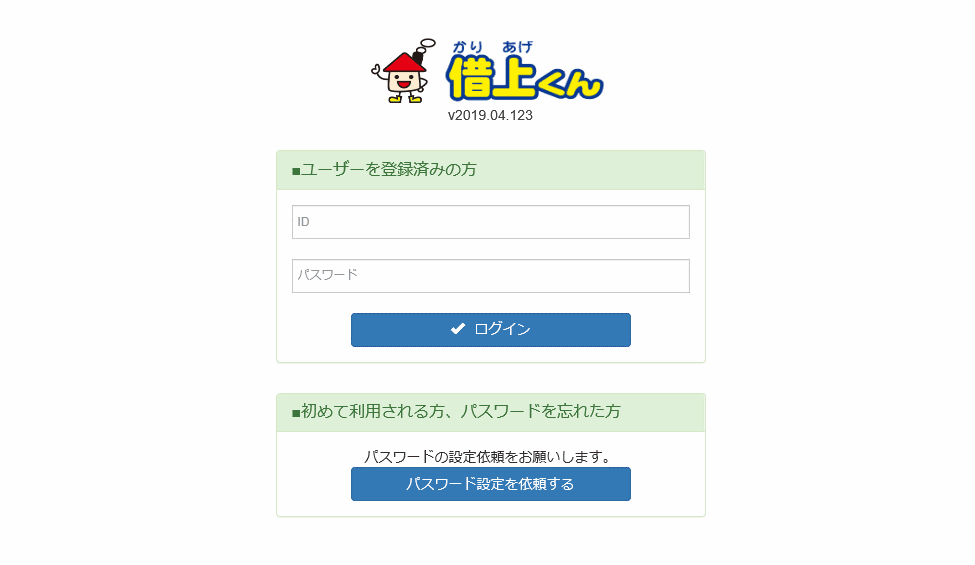 かり あげ
借上くん
v2019.04.123
■ユーザーを登録済みの方
ID
パスワード
ログイン
■初めて利用される方、パスワードを忘れた方
パスワードの設定依頼をお願いします。
パスワード設定を依頼する